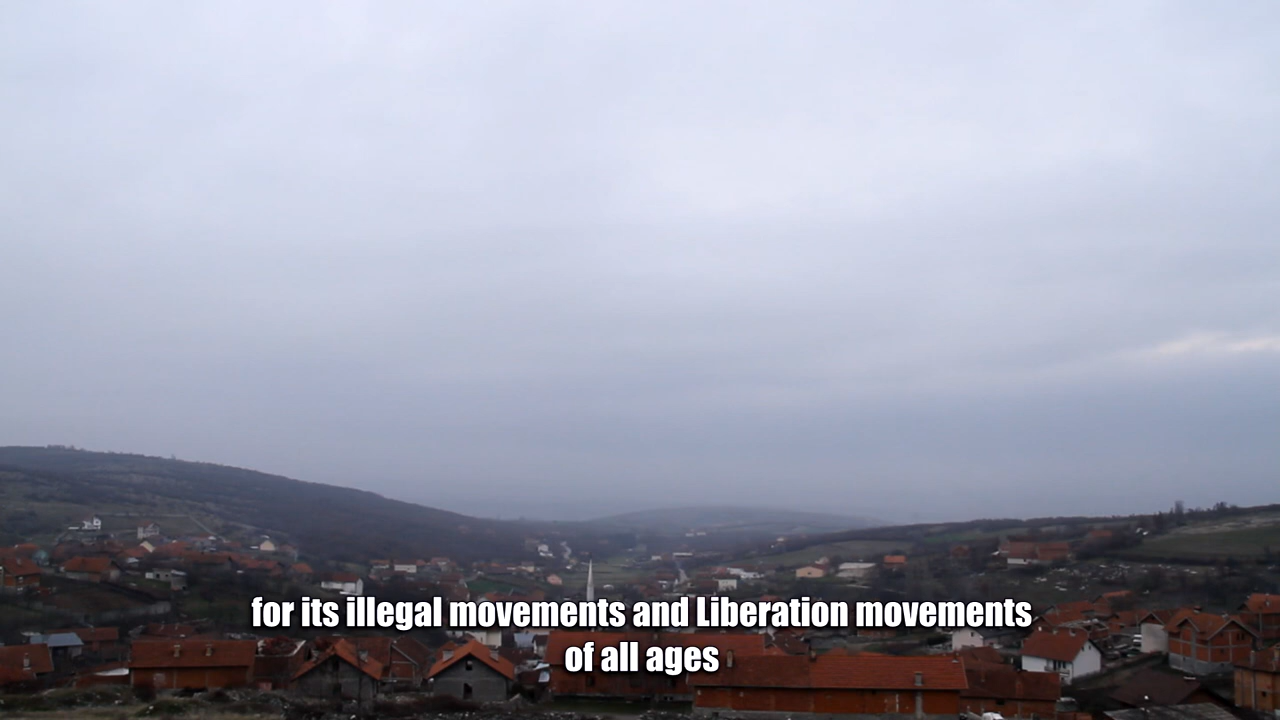 for its illegal movements and Liberation movements
of all ages